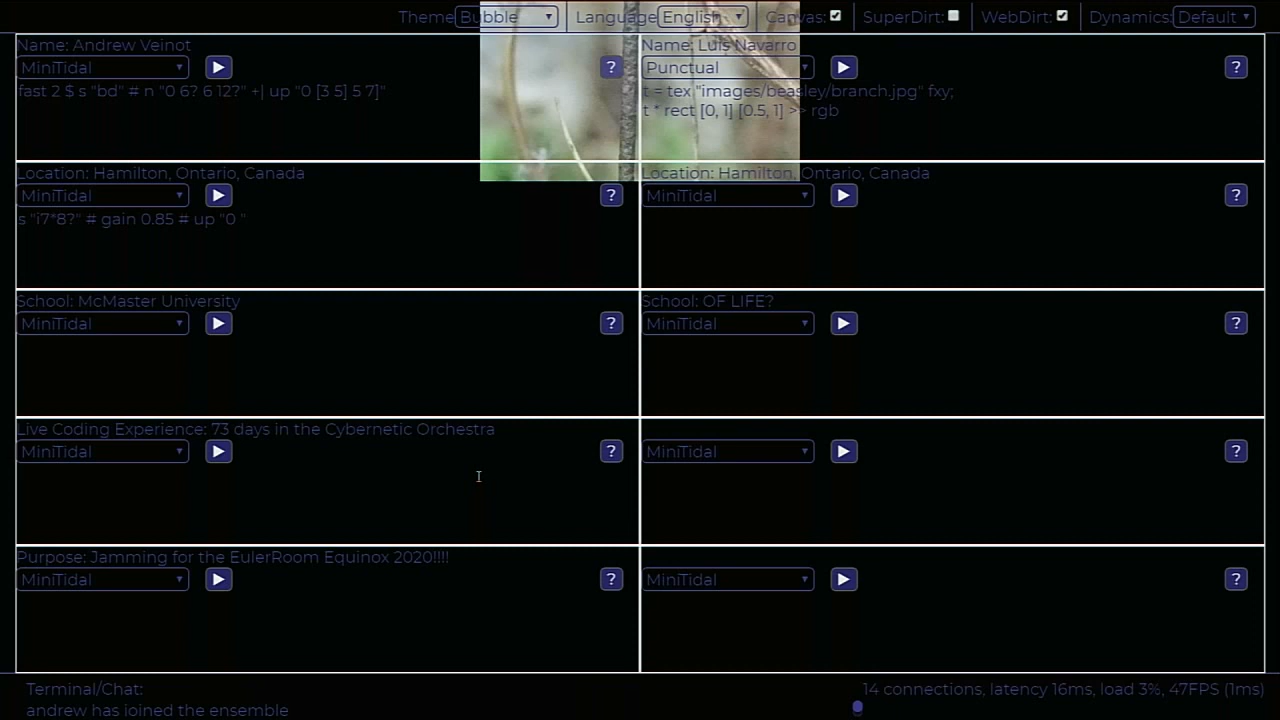 Theme Bubble Language English Canvas: SuperDirt: WebDirt: Dynamics: Default
Name: Andrew Veinot
MiniTidal ?
fast 2 $ s "bd" # n "0 6? 6 12?" +| up "0 [3 5] 5 7]"
Name: Luis Navarro
Punctual ?
t = tex "images/beasley/branch.jpg" fxy;
t * rect [0, 1] [0.5, 1] >> rgb
Location: Hamilton, Ontario, Canada
MiniTidal ?
s "i7*8?" # gain 0.85 # up "0 "
Location: Hamilton, Ontario, Canada
MiniTidal ?
School: McMaster University
MiniTidal ?
School: OF LIFE?
MiniTidal ?
Live Coding Experience: 73 days in the Cybernetic Orchestra
MiniTidal ?
MiniTidal ?
Purpose: Jamming for the EulerRoom Equinox 2020!!!!
MiniTidal ?
MiniTidal ?
Terminal/Chat:
14 connections, latency 16ms, load 3%, 47FPS (1ms)
andrew has joined the ensemble